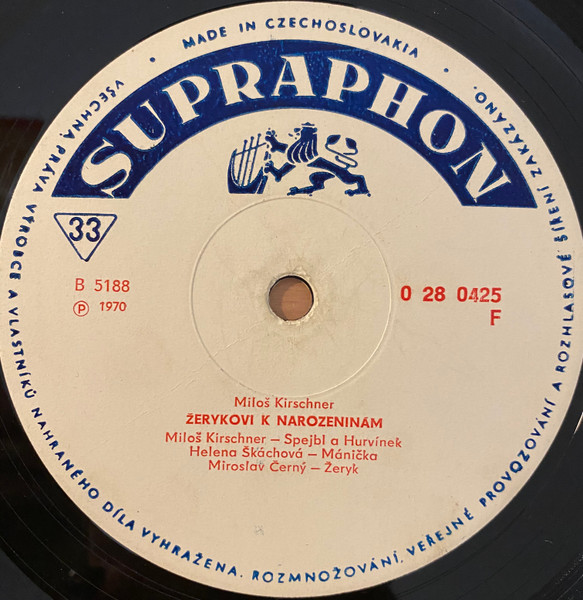 • MADE IN CZECHOSLOVAKIA •
SUPRAPHON
33
B 5188
Ⓟ 1970
0 28 0425
F
Miloš Kirschner
ŽERYKOVI K NAROZENINÁM
Miloš Kirschner – Spejbl a Hurvínek
Helena Škáchová – Mánička
Miroslav Černý – Žeryk
VŠECHNA PRÁVA VÝROBCE A VLASTNÍKŮ NAHRANÉHO DÍLA VYHRAŽENA. ROZMNOŽOVÁNÍ, VEŘEJNÉ PROVOZOVÁNÍ A ROZHLASOVÉ ŠÍŘENÍ ZAKÁZÁNO.